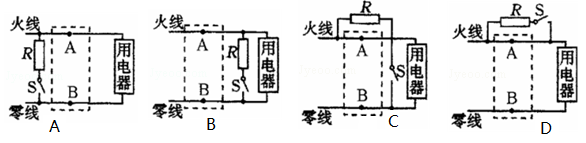 火线 A R S 用电器 B 零线 A
火线 A R S 用电器 B 零线 B
R 火线 A S 用电器 B 零线 C
R S 火线 A 用电器 B 零线 D